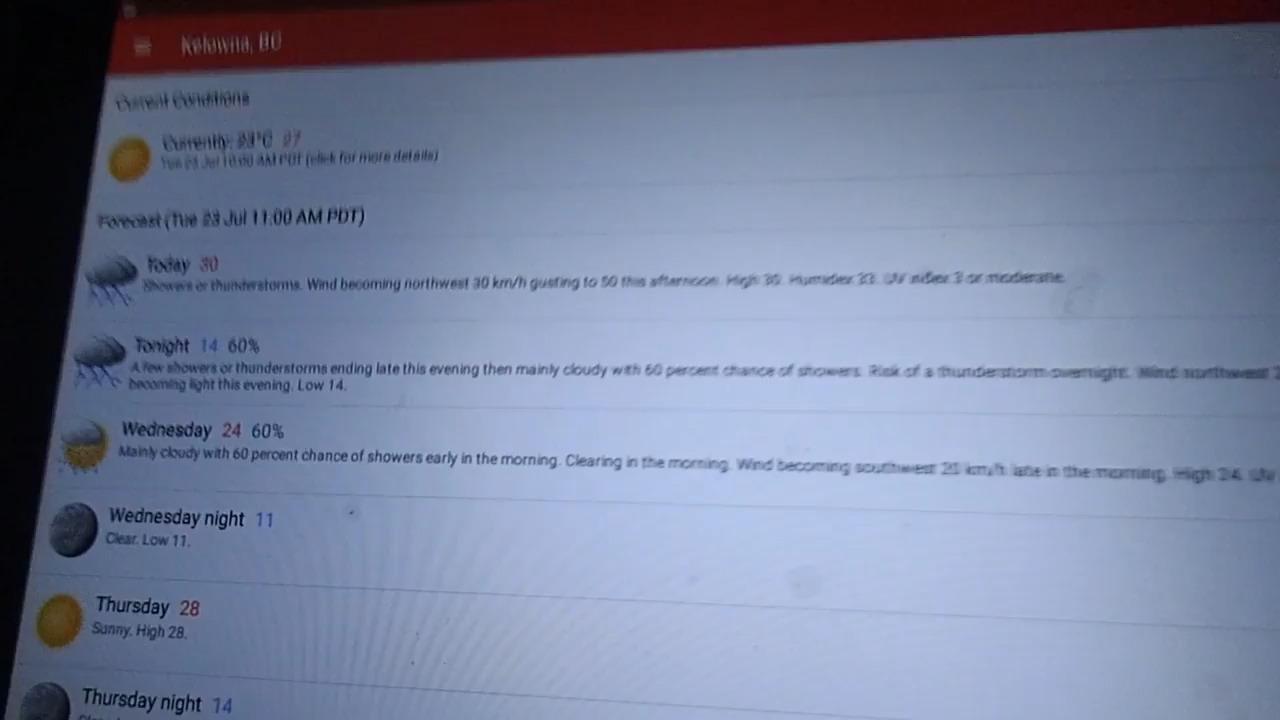 Kelowna, BC
Current Conditions
Currently: °C
Tue 23 Jul 10:00 AM PDT (click for more details)
Forecast (Tue 23 Jul 11:00 AM PDT)
Today 30
Showers or thunderstorms. Wind becoming northwest 30 km/h gusting to 50 this afternoon. High 30. Humidex 33. UV index 3 or moderate.
Tonight 14 60%
A few showers or thunderstorms ending late this evening then mainly cloudy with 60 percent chance of showers. Risk of a thunderstorm overnight. Wind northwest
becoming light this evening. Low 14.
Wednesday 24 60%
Mainly cloudy with 60 percent chance of showers early in the morning. Clearing in the morning. Wind becoming southwest km/h late in the morning. High 24. UV
Wednesday night 11
Clear. Low 11.
Thursday 28
Sunny. High 28.
Thursday night 14